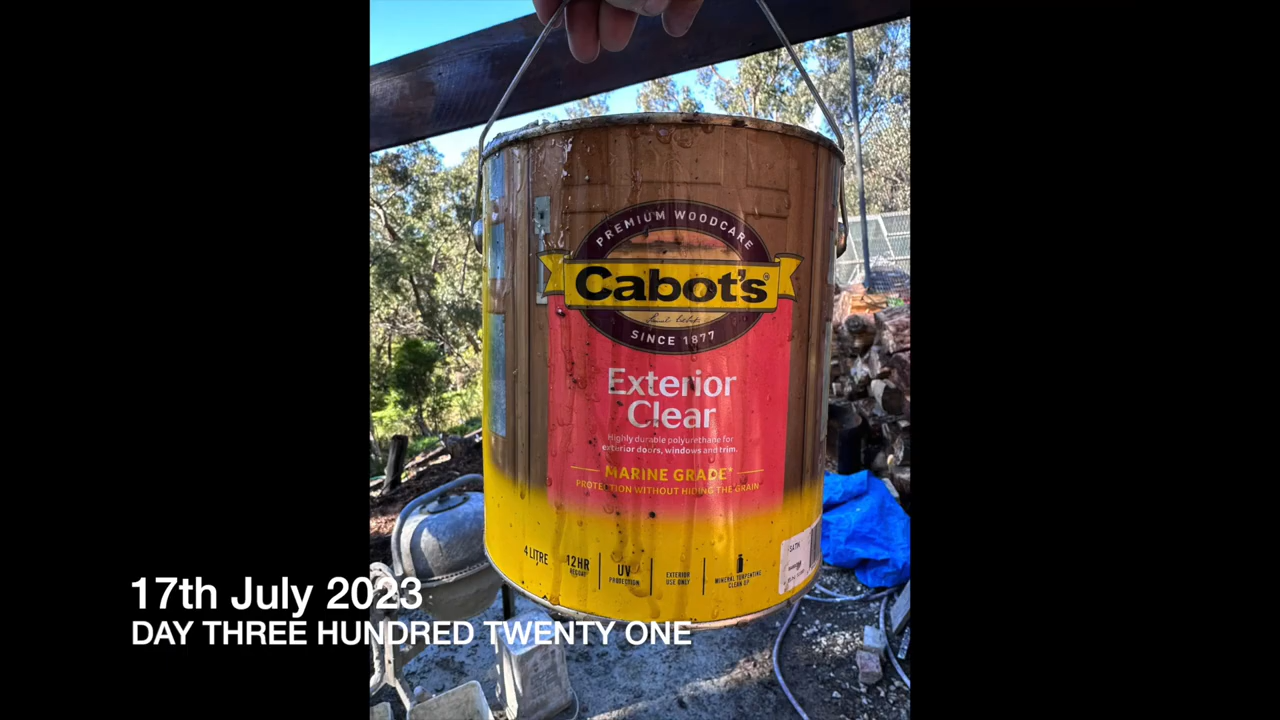 PREMIUM WOODCARE
Cabot's
SINCE 1877
Exterior
Clear
Highly durable polyurethane for
exterior doors, windows and trim.
MARINE GRADE*
PROTECTION WITHOUT HIDING THE GRAIN
4 LITRE
12HR
RECOAT
UV
PROTECTION
EXTERIOR
USE ONLY
MINERAL TURPENTINE
CLEAN UP
SATIN
17th July 2023
DAY THREE HUNDRED TWENTY ONE